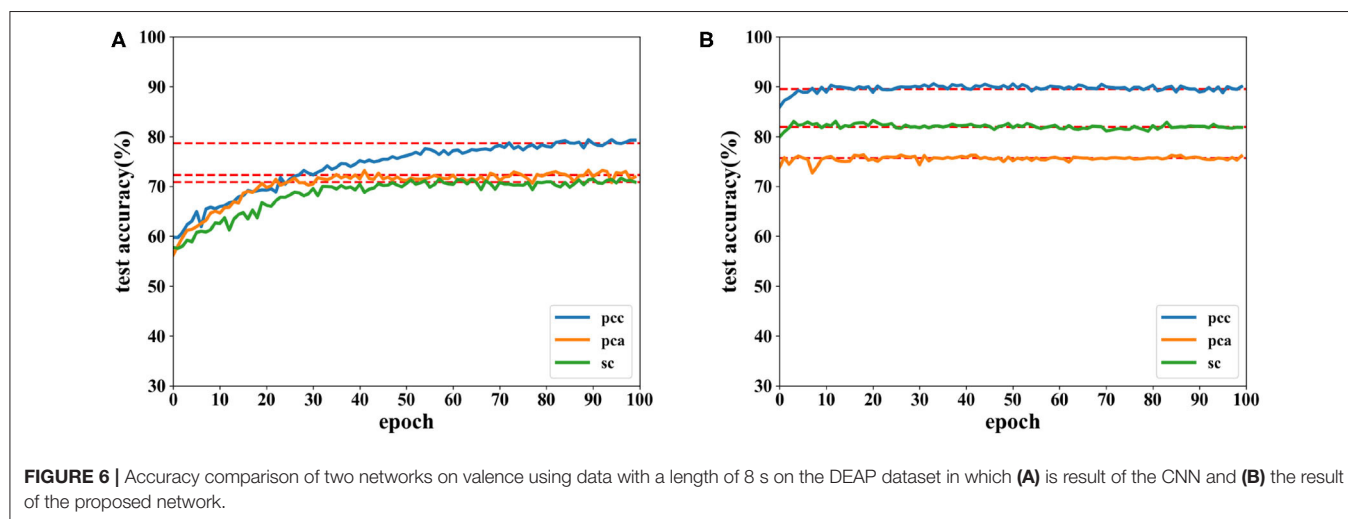 A
100
90
80
70
60
50
40
30
test accuracy(%)
0 10 20 30 40 50 60 70 80 90 100
epoch
pcc
pca
sc
B
100
90
80
70
60
50
40
30
test accuracy(%)
0 10 20 30 40 50 60 70 80 90 100
epoch
pcc
pca
sc
FIGURE 6 | Accuracy comparison of two networks on valence using data with a length of 8 s on the DEAP dataset in which (A) is result of the CNN and (B) the result
of the proposed network.